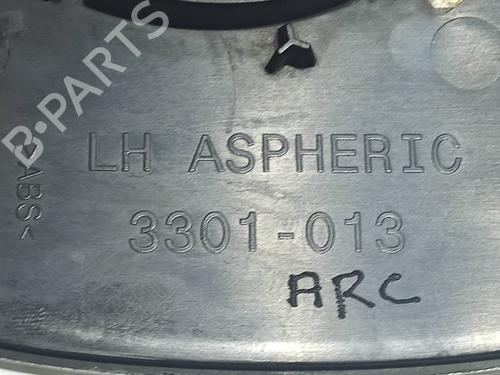 B-PARTS
>ABS<
LH ASPHERIC
3301-013
ARC